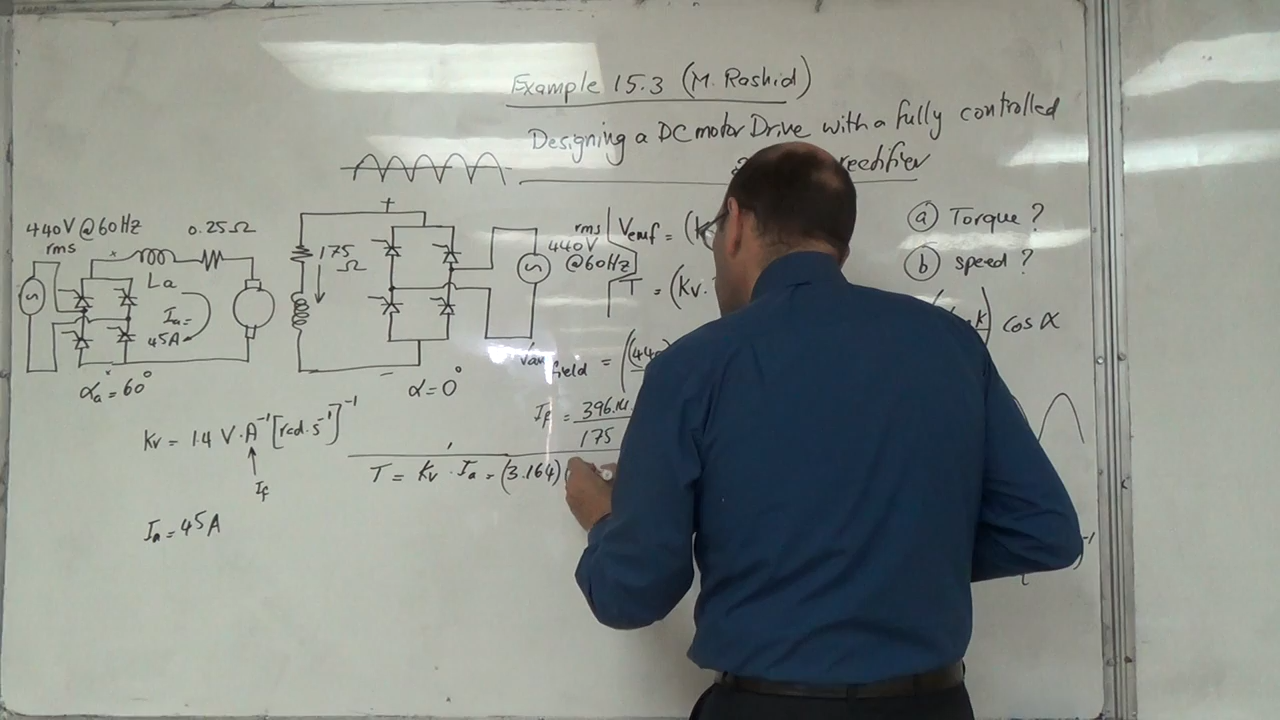 Example 15.3 (M. Rashid)
Designing a DC motor Drive with a fully controlled
rectifier
440V @ 60Hz
rms
0.25Ω
La
Ia =
45A
αa = 60°
+
175
Ω
-
α = 0°
rms
440V
@60Hz
Vemf = (K
T = (Kv.
ⓐ Torque ?
ⓑ speed ?
cos α
field = ((440
If = 396.14
175
Kv = 1.4 V.A⁻¹ [rad.s⁻¹]⁻¹
If
T = Kv . Ia = (3.164)
Ia = 45A